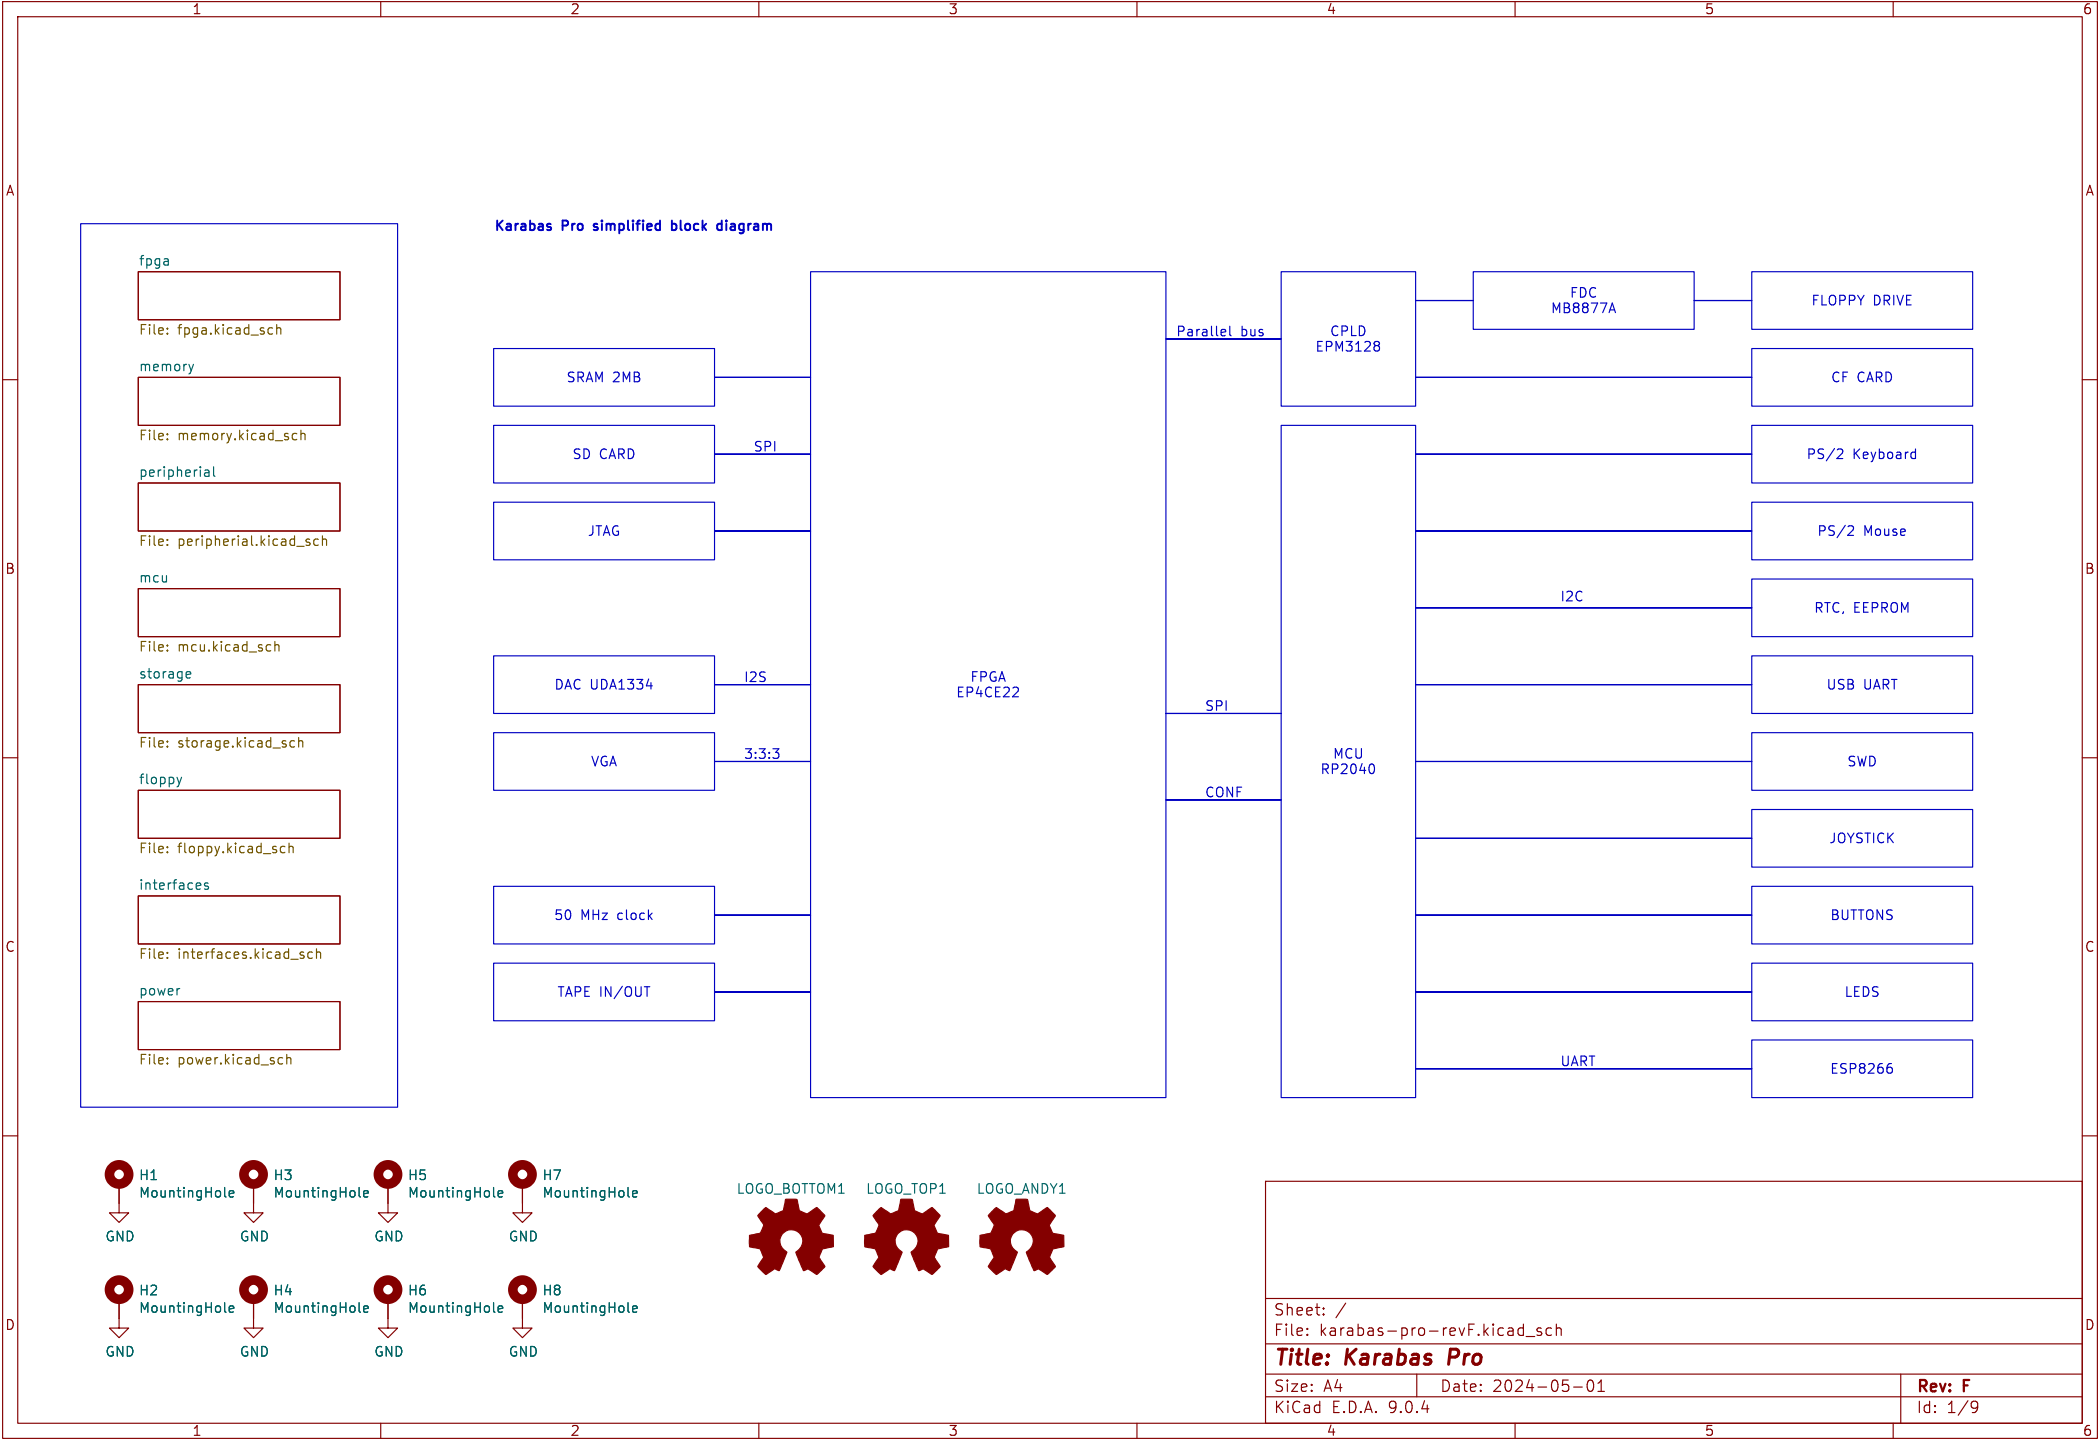 1 2 3 4 5 6
A
A
B
B
C
C
D
D
fpga
File: fpga.kicad_sch
memory
File: memory.kicad_sch
peripherial
File: peripherial.kicad_sch
mcu
File: mcu.kicad_sch
storage
File: storage.kicad_sch
floppy
File: floppy.kicad_sch
interfaces
File: interfaces.kicad_sch
power
File: power.kicad_sch
Karabas Pro simplified block diagram
SRAM 2MB
SD CARD
SPI
JTAG
DAC UDA1334
I2S
VGA
3:3:3
50 MHz clock
TAPE IN/OUT
FPGA
EP4CE22
Parallel bus
SPI
CONF
CPLD
EPM3128
MCU
RP2040
FDC
MB8877A
I2C
UART
FLOPPY DRIVE
CF CARD
PS/2 Keyboard
PS/2 Mouse
RTC, EEPROM
USB UART
SWD
JOYSTICK
BUTTONS
LEDS
ESP8266
H1
MountingHole
GND
H3
MountingHole
GND
H5
MountingHole
GND
H7
MountingHole
GND
H2
MountingHole
GND
H4
MountingHole
GND
H6
MountingHole
GND
H8
MountingHole
GND
LOGO_BOTTOM1
LOGO_TOP1
LOGO_ANDY1
Sheet: /
File: karabas-pro-revF.kicad_sch
Title: Karabas Pro
Size: A4 Date: 2024-05-01 Rev: F
KiCad E.D.A. 9.0.4 Id: 1/9
1 2 3 4 5 6